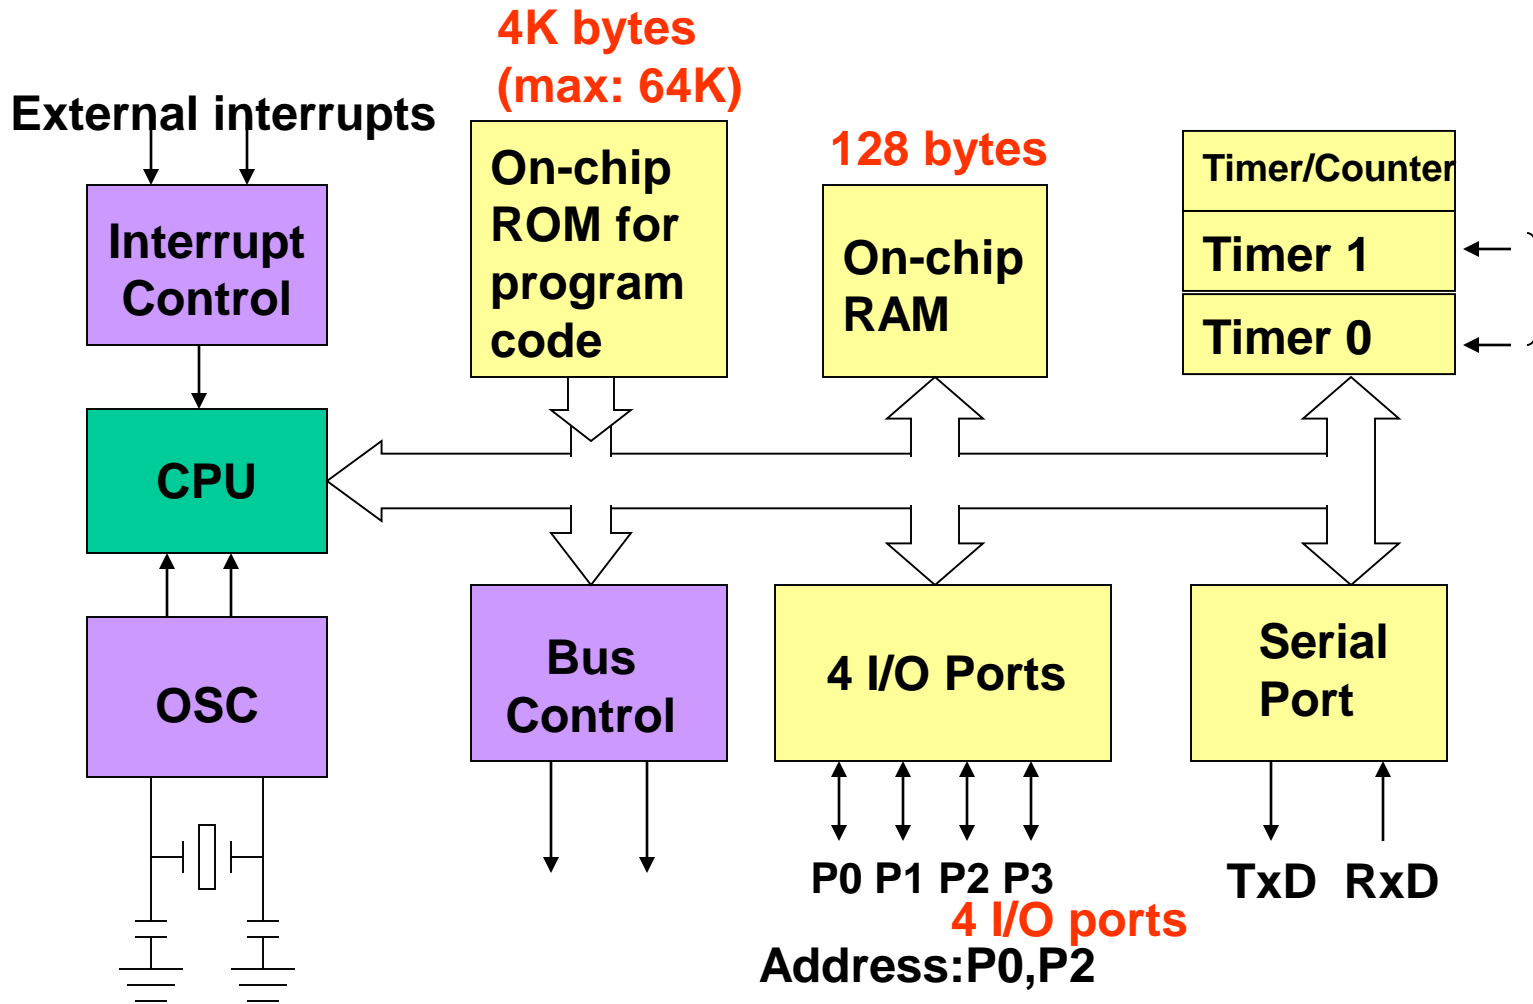 4K bytes
(max: 64K)
External interrupts
On-chip
ROM for
program
code
128 bytes
On-chip
RAM
Timer/Counter
Timer 1
Timer 0
Interrupt
Control
CPU
OSC
Bus
Control
4 I/O Ports
Serial
Port
P0 P1 P2 P3
4 I/O ports
Address:P0,P2
TxD RxD